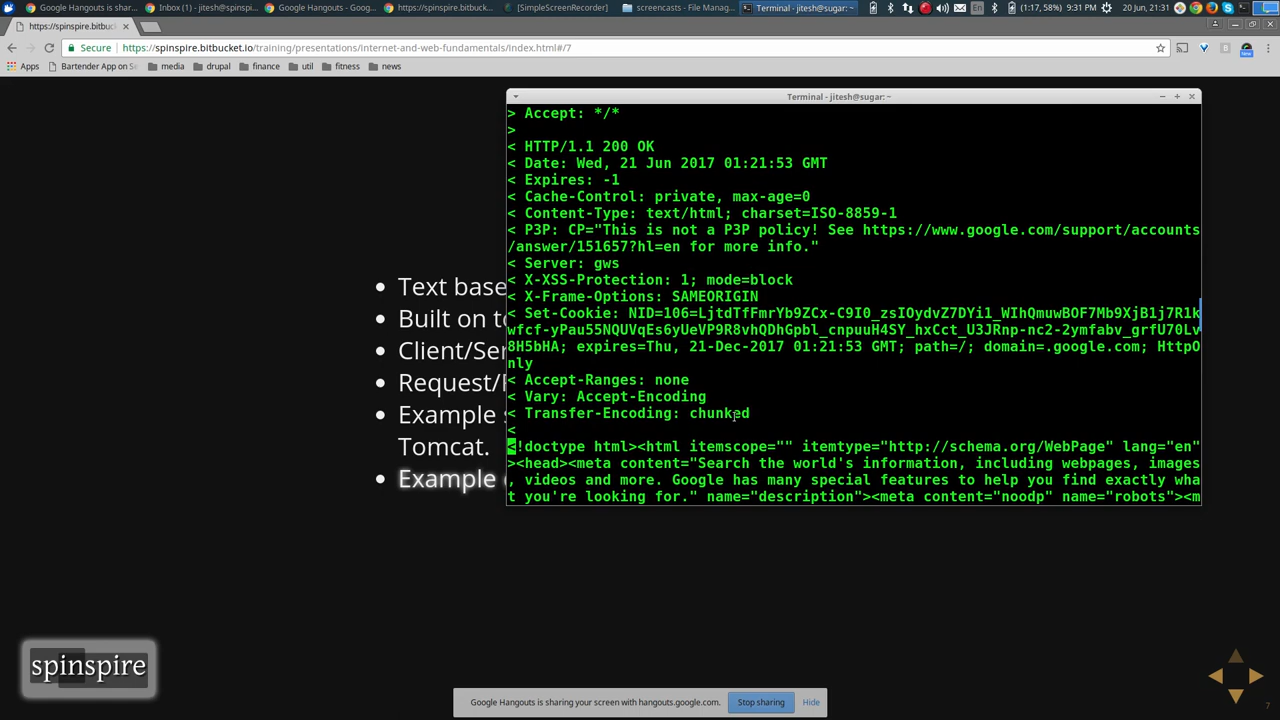 Google Hangouts is shar...
Inbox (1) - jitesh@spinspi...
Google Hangouts - Goog...
https://spinspire.bitbuck...
[SimpleScreenRecorder]
screencasts - File Manag...
Terminal - jitesh@sugar: ~
En
(1:17, 58%) 9:31 PM
20 Jun, 21:31
https://spinspire.bitbuc
Secure
https://spinspire.bitbucket.io/training/presentations/internet-and-web-fundamentals/index.html#/7
Apps
Bartender App on S
media
drupal
finance
util
fitness
news
Terminal - jitesh@sugar: ~
> Accept: */*
>
< HTTP/1.1 200 OK
< Date: Wed, 21 Jun 2017 01:21:53 GMT
< Expires: -1
< Cache-Control: private, max-age=0
< Content-Type: text/html; charset=ISO-8859-1
< P3P: CP="This is not a P3P policy! See https://www.google.com/support/accounts
/answer/151657?hl=en for more info."
< Server: gws
< X-XSS-Protection: 1; mode=block
< X-Frame-Options: SAMEORIGIN
< Set-Cookie: NID=106=LjtdTfFmrYb9ZCx-C9I0_zsIOydvZ7DYi1_WIhQmuwBOF7Mb9XjB1j7R1k
wfcf-yPau55NQUVqEs6yUeVP9R8vhQDhGpbl_cnpuuH4SY_hxCct_U3JRnp-nc2-2ymfabv_grfU70Lv
8H5bHA; expires=Thu, 21-Dec-2017 01:21:53 GMT; path=/; domain=.google.com; HttpO
nly
< Accept-Ranges: none
< Vary: Accept-Encoding
< Transfer-Encoding: chunked
<
<!doctype html><html itemscope="" itemtype="http://schema.org/WebPage" lang="en"
><head><meta content="Search the world's information, including webpages, images
, videos and more. Google has many special features to help you find exactly wha
t you're looking for." name="description"><meta content="noodp" name="robots"><m
Text base
Built on t
Client/Ser
Request/
Example s
Tomcat.
Example
spinspire
Google Hangouts is sharing your screen with hangouts.google.com.
Stop sharing
Hide
7